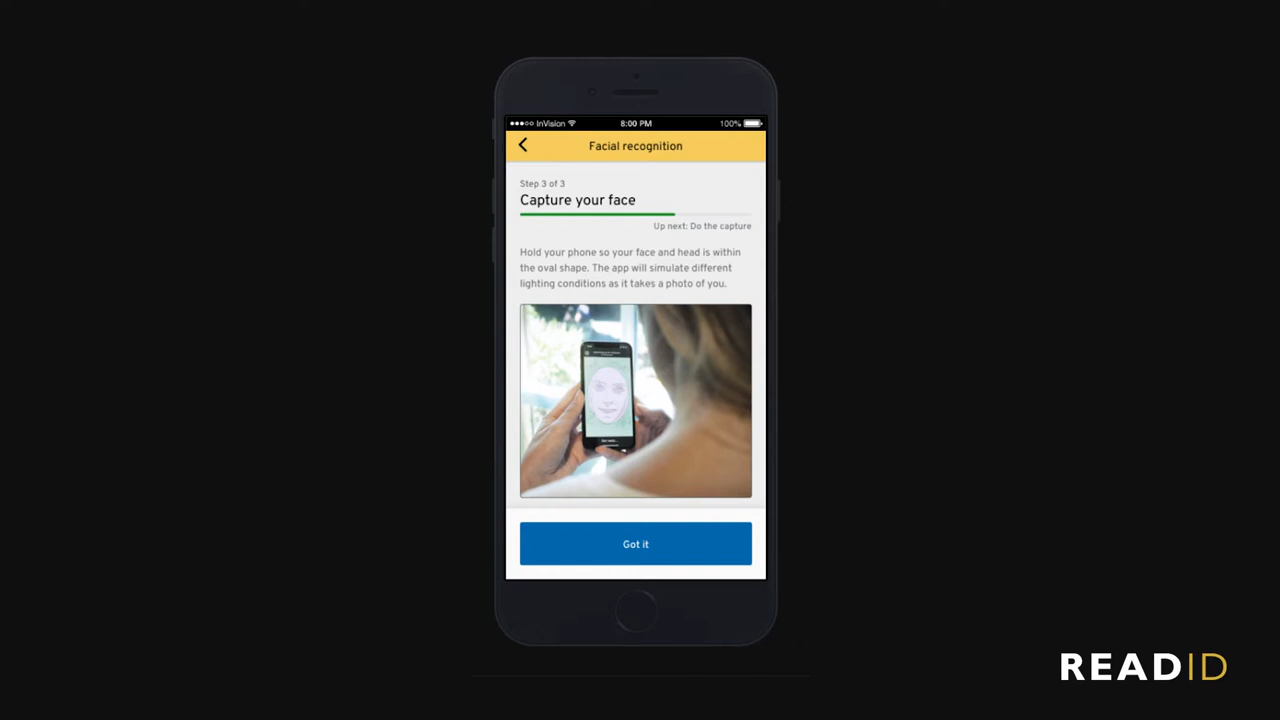 InVision
8:00 PM
100%
Facial recognition
Step 3 of 3
Capture your face
Up next: Do the capture
Hold your phone so your face and head is within
the oval shape. The app will simulate different
lighting conditions as it takes a photo of you.
Got it
READID